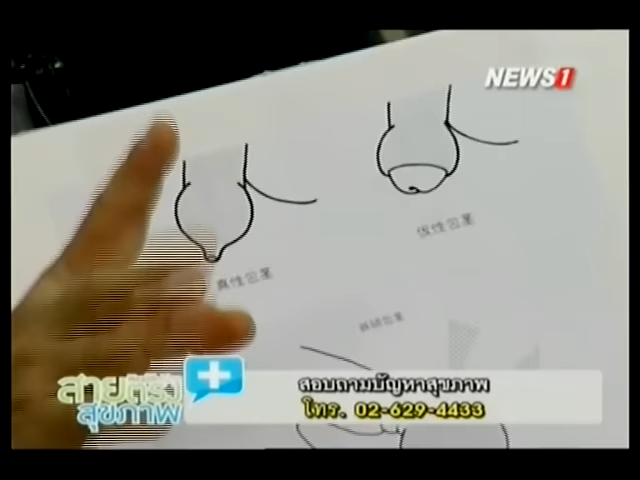 NEWS1
仮性包茎
真性包茎
สายตรง
สุขภาพ
สอบถามปัญหาสุขภาพ
โทร. 02-629-4433